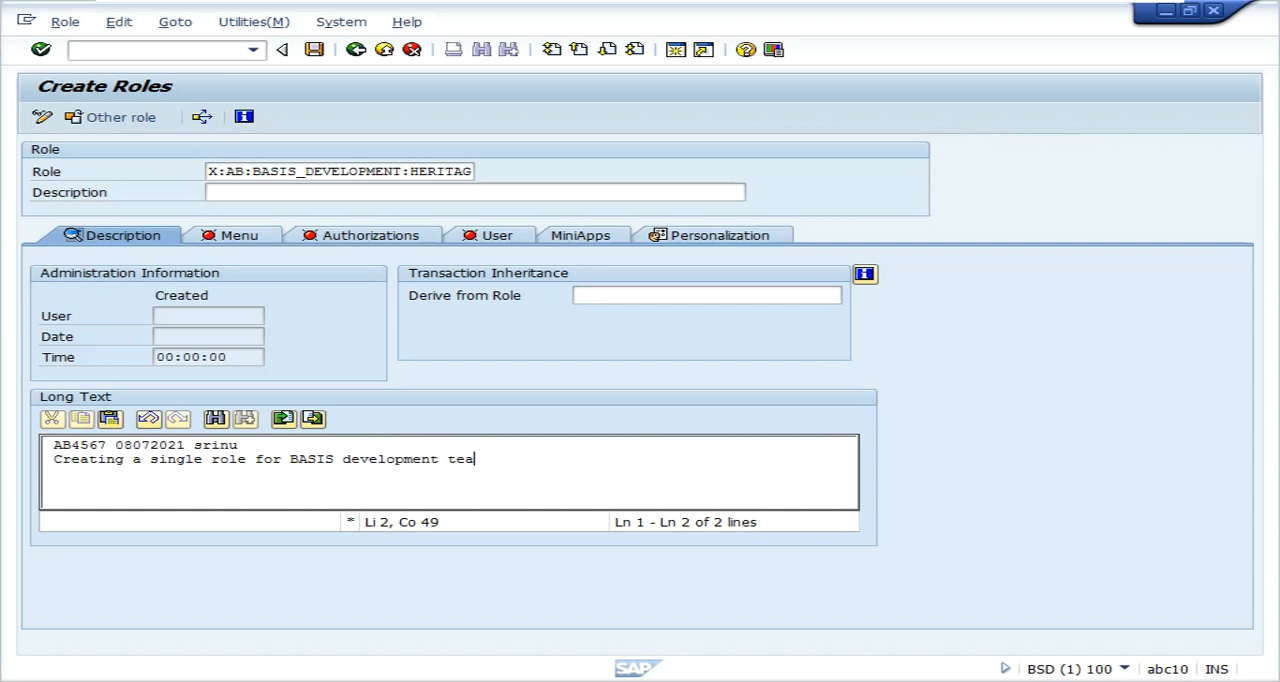 Role Edit Goto Utilities(M) System Help
Create Roles
Other role
Role
Role X:AB:BASIS_DEVELOPMENT:HERITAG
Description
Description Menu Authorizations User MiniApps Personalization
Administration Information
Created
User
Date
Time 00:00:00
Transaction Inheritance
Derive from Role
Long Text
AB4567 08072021 srinu
Creating a single role for BASIS development tea
* Li 2, Co 49 Ln 1 - Ln 2 of 2 lines
SAP BSD (1) 100 abc10 INS